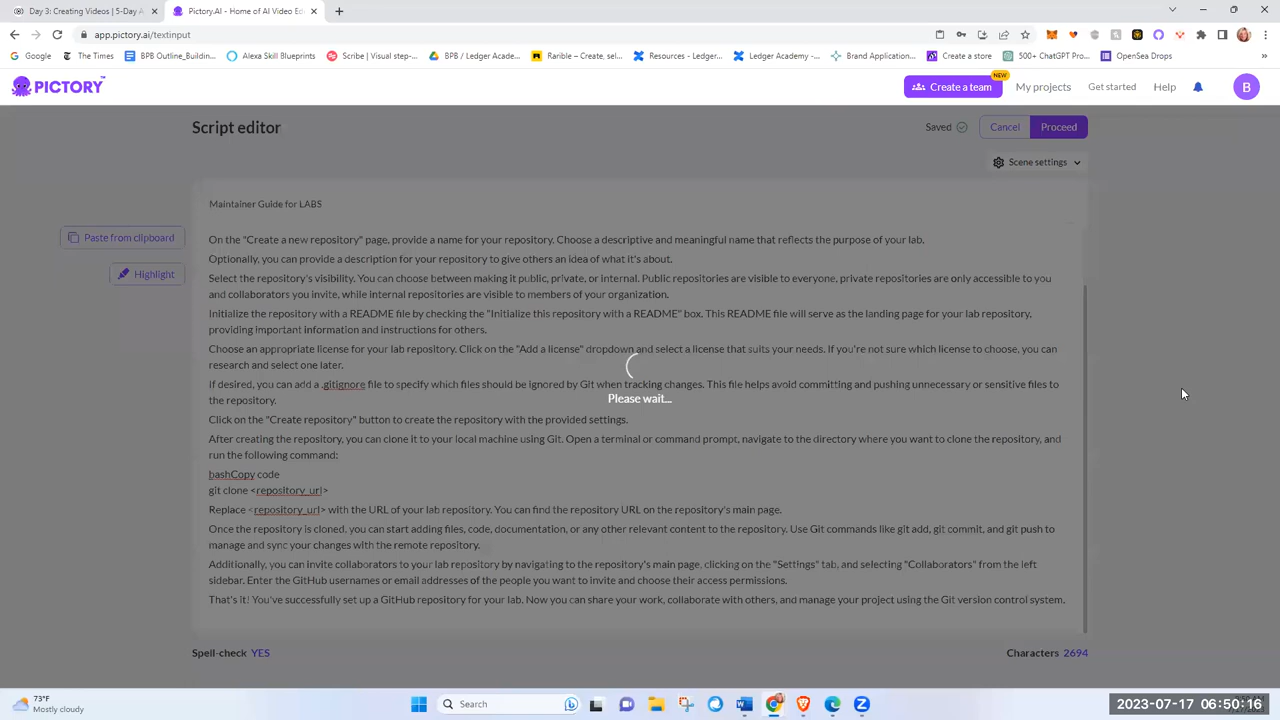 Day 3: Creating Videos | 5-Day A
Pictory.AI - Home of AI Video Ed
app.pictory.ai/textinput
Google
The Times
BPB Outline_Building...
Alexa Skill Blueprints
Scribe | Visual step-...
BPB / Ledger Acade...
Rarible – Create, sel...
Resources - Ledger...
Ledger Academy -...
Brand Application...
Create a store
500+ ChatGPT Pro...
OpenSea Drops
PICTORY™
NEW
Create a team
My projects
Get started
Help
B
Script editor
Saved
Cancel
Proceed
Scene settings
Paste from clipboard
Highlight
Maintainer Guide for LABS
On the "Create a new repository" page, provide a name for your repository. Choose a descriptive and meaningful name that reflects the purpose of your lab.
Optionally, you can provide a description for your repository to give others an idea of what it's about.
Select the repository's visibility. You can choose between making it public, private, or internal. Public repositories are visible to everyone, private repositories are only accessible to you
and collaborators you invite, while internal repositories are visible to members of your organization.
Initialize the repository with a README file by checking the "Initialize this repository with a README" box. This README file will serve as the landing page for your lab repository,
providing important information and instructions for others.
Choose an appropriate license for your lab repository. Click on the "Add a license" dropdown and select a license that suits your needs. If you're not sure which license to choose, you can
research and select one later.
If desired, you can add a .gitignore file to specify which files should be ignored by Git when tracking changes. This file helps avoid committing and pushing unnecessary or sensitive files to
the repository.
Click on the "Create repository" button to create the repository with the provided settings.
After creating the repository, you can clone it to your local machine using Git. Open a terminal or command prompt, navigate to the directory where you want to clone the repository, and
run the following command:
bashCopy code
git clone <repository_url>
Replace <repository_url> with the URL of your lab repository. You can find the repository URL on the repository's main page.
Once the repository is cloned, you can start adding files, code, documentation, or any other relevant content to the repository. Use Git commands like git add, git commit, and git push to
manage and sync your changes with the remote repository.
Additionally, you can invite collaborators to your lab repository by navigating to the repository's main page, clicking on the "Settings" tab, and selecting "Collaborators" from the left
sidebar. Enter the GitHub usernames or email addresses of the people you want to invite and choose their access permissions.
That's it! You've successfully set up a GitHub repository for your lab. Now you can share your work, collaborate with others, and manage your project using the Git version control system.
Please wait...
Spell-check YES
Characters 2694
73°F
Mostly cloudy
Search
2023-07-17 06:50:16